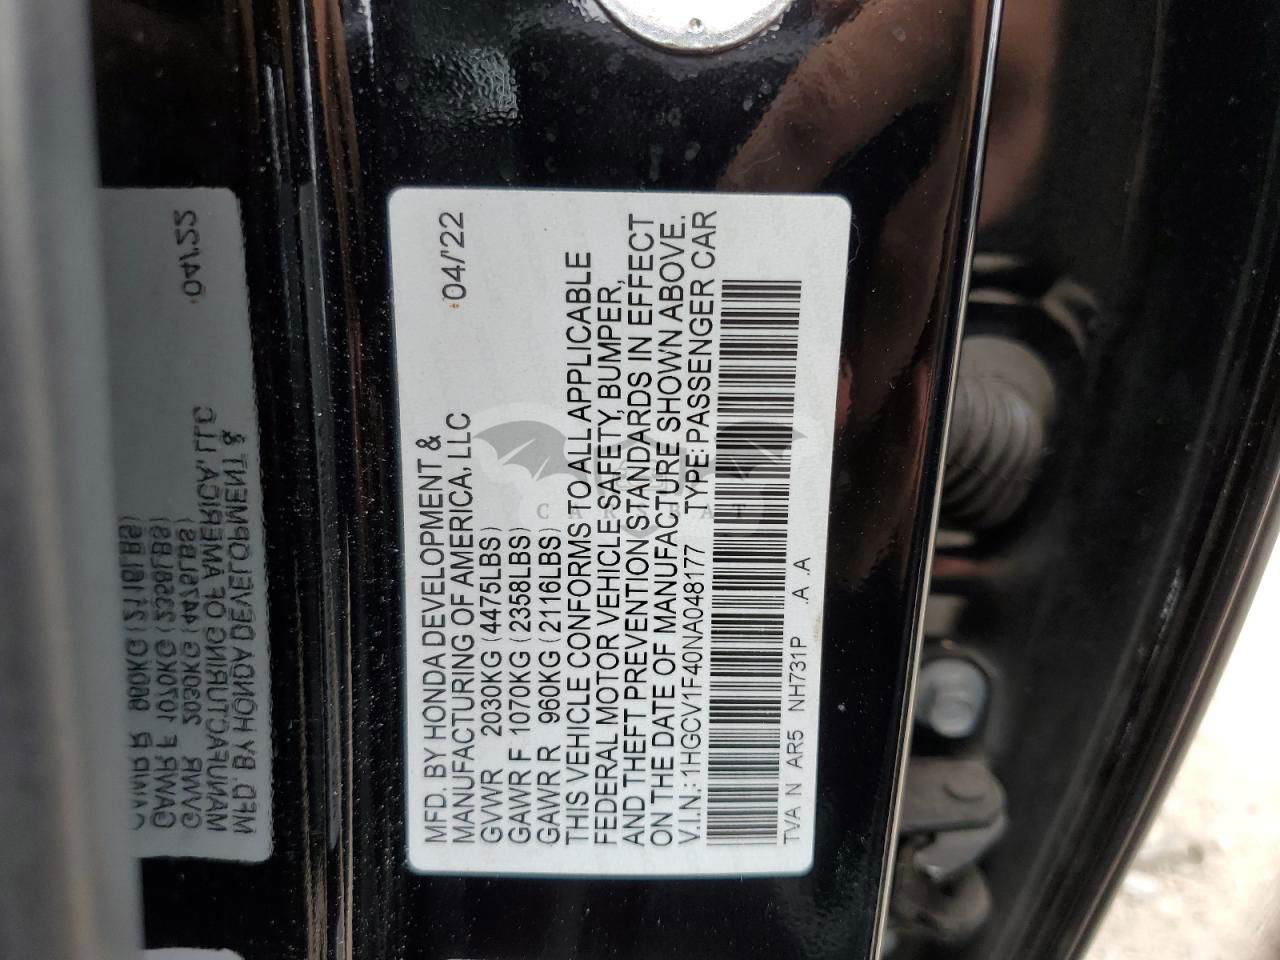 MFD. BY HONDA DEVELOPMENT &
MANUFACTURING OF AMERICA, LLC 04/'22
GVWR 2030KG (4475LBS)
GAWR F 1070KG (2358LBS)
GAWR R 960KG (2116LBS)
THIS VEHICLE CONFORMS TO ALL APPLICABLE
FEDERAL MOTOR VEHICLE SAFETY, BUMPER,
AND THEFT PREVENTION STANDARDS IN EFFECT
ON THE DATE OF MANUFACTURE SHOWN ABOVE.
V.I.N.: 1HGCV1F40NA048177 TYPE: PASSENGER CAR
TVA N AR5 NH731P .A .A
CARSBAT